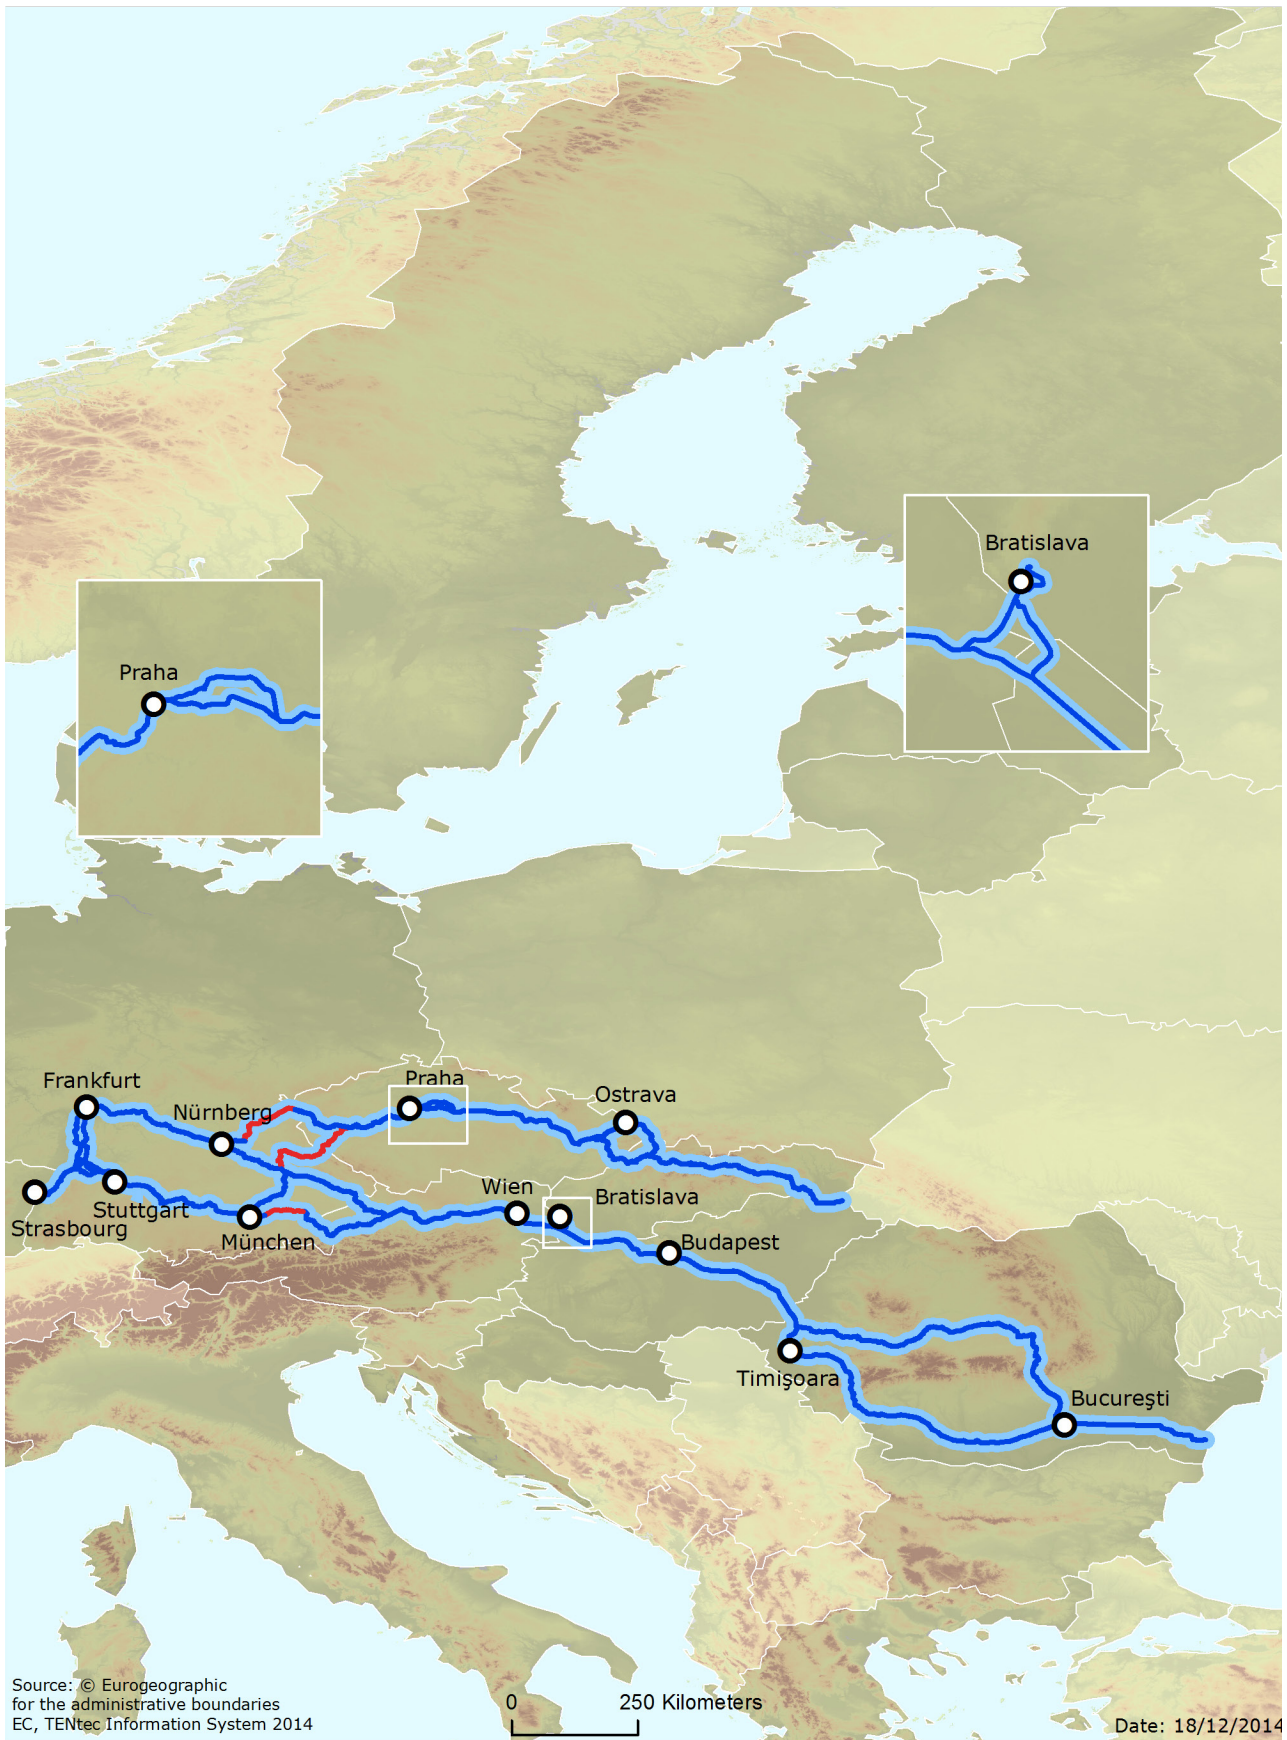 Bratislava
Praha
Frankfurt
Praha
Nürnberg
Ostrava
Wien
Bratislava
Stuttgart
Strasbourg
München
Budapest
Timişoara
Bucureşti
Source: © Eurogeographic
for the administrative boundaries
EC, TENtec Information System 2014
0 250 Kilometers
Date: 18/12/2014